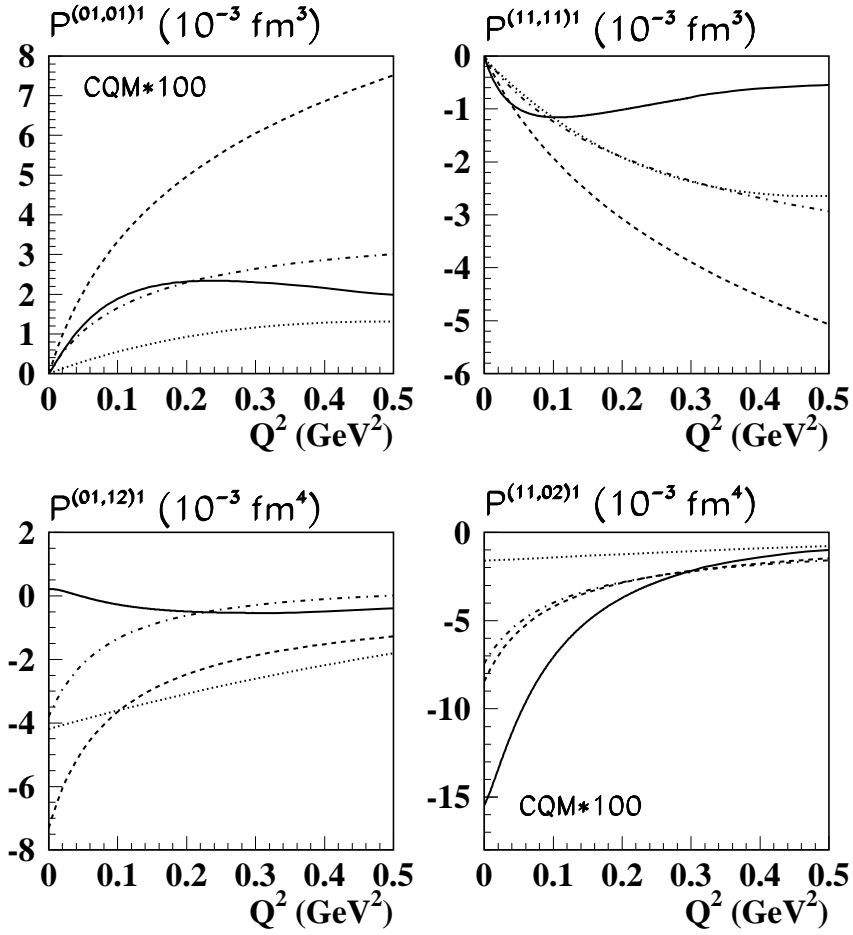 P^(01,01)1 (10^-3 fm^3)
8
7
6
5
4
3
2
1
0
CQM*100
0 0.1 0.2 0.3 0.4 0.5
Q^2 (GeV^2)
P^(11,11)1 (10^-3 fm^3)
0
-1
-2
-3
-4
-5
-6
0 0.1 0.2 0.3 0.4 0.5
Q^2 (GeV^2)
P^(01,12)1 (10^-3 fm^4)
2
0
-2
-4
-6
-8
0 0.1 0.2 0.3 0.4 0.5
Q^2 (GeV^2)
P^(11,02)1 (10^-3 fm^4)
0
-5
-10
-15
CQM*100
0 0.1 0.2 0.3 0.4 0.5
Q^2 (GeV^2)